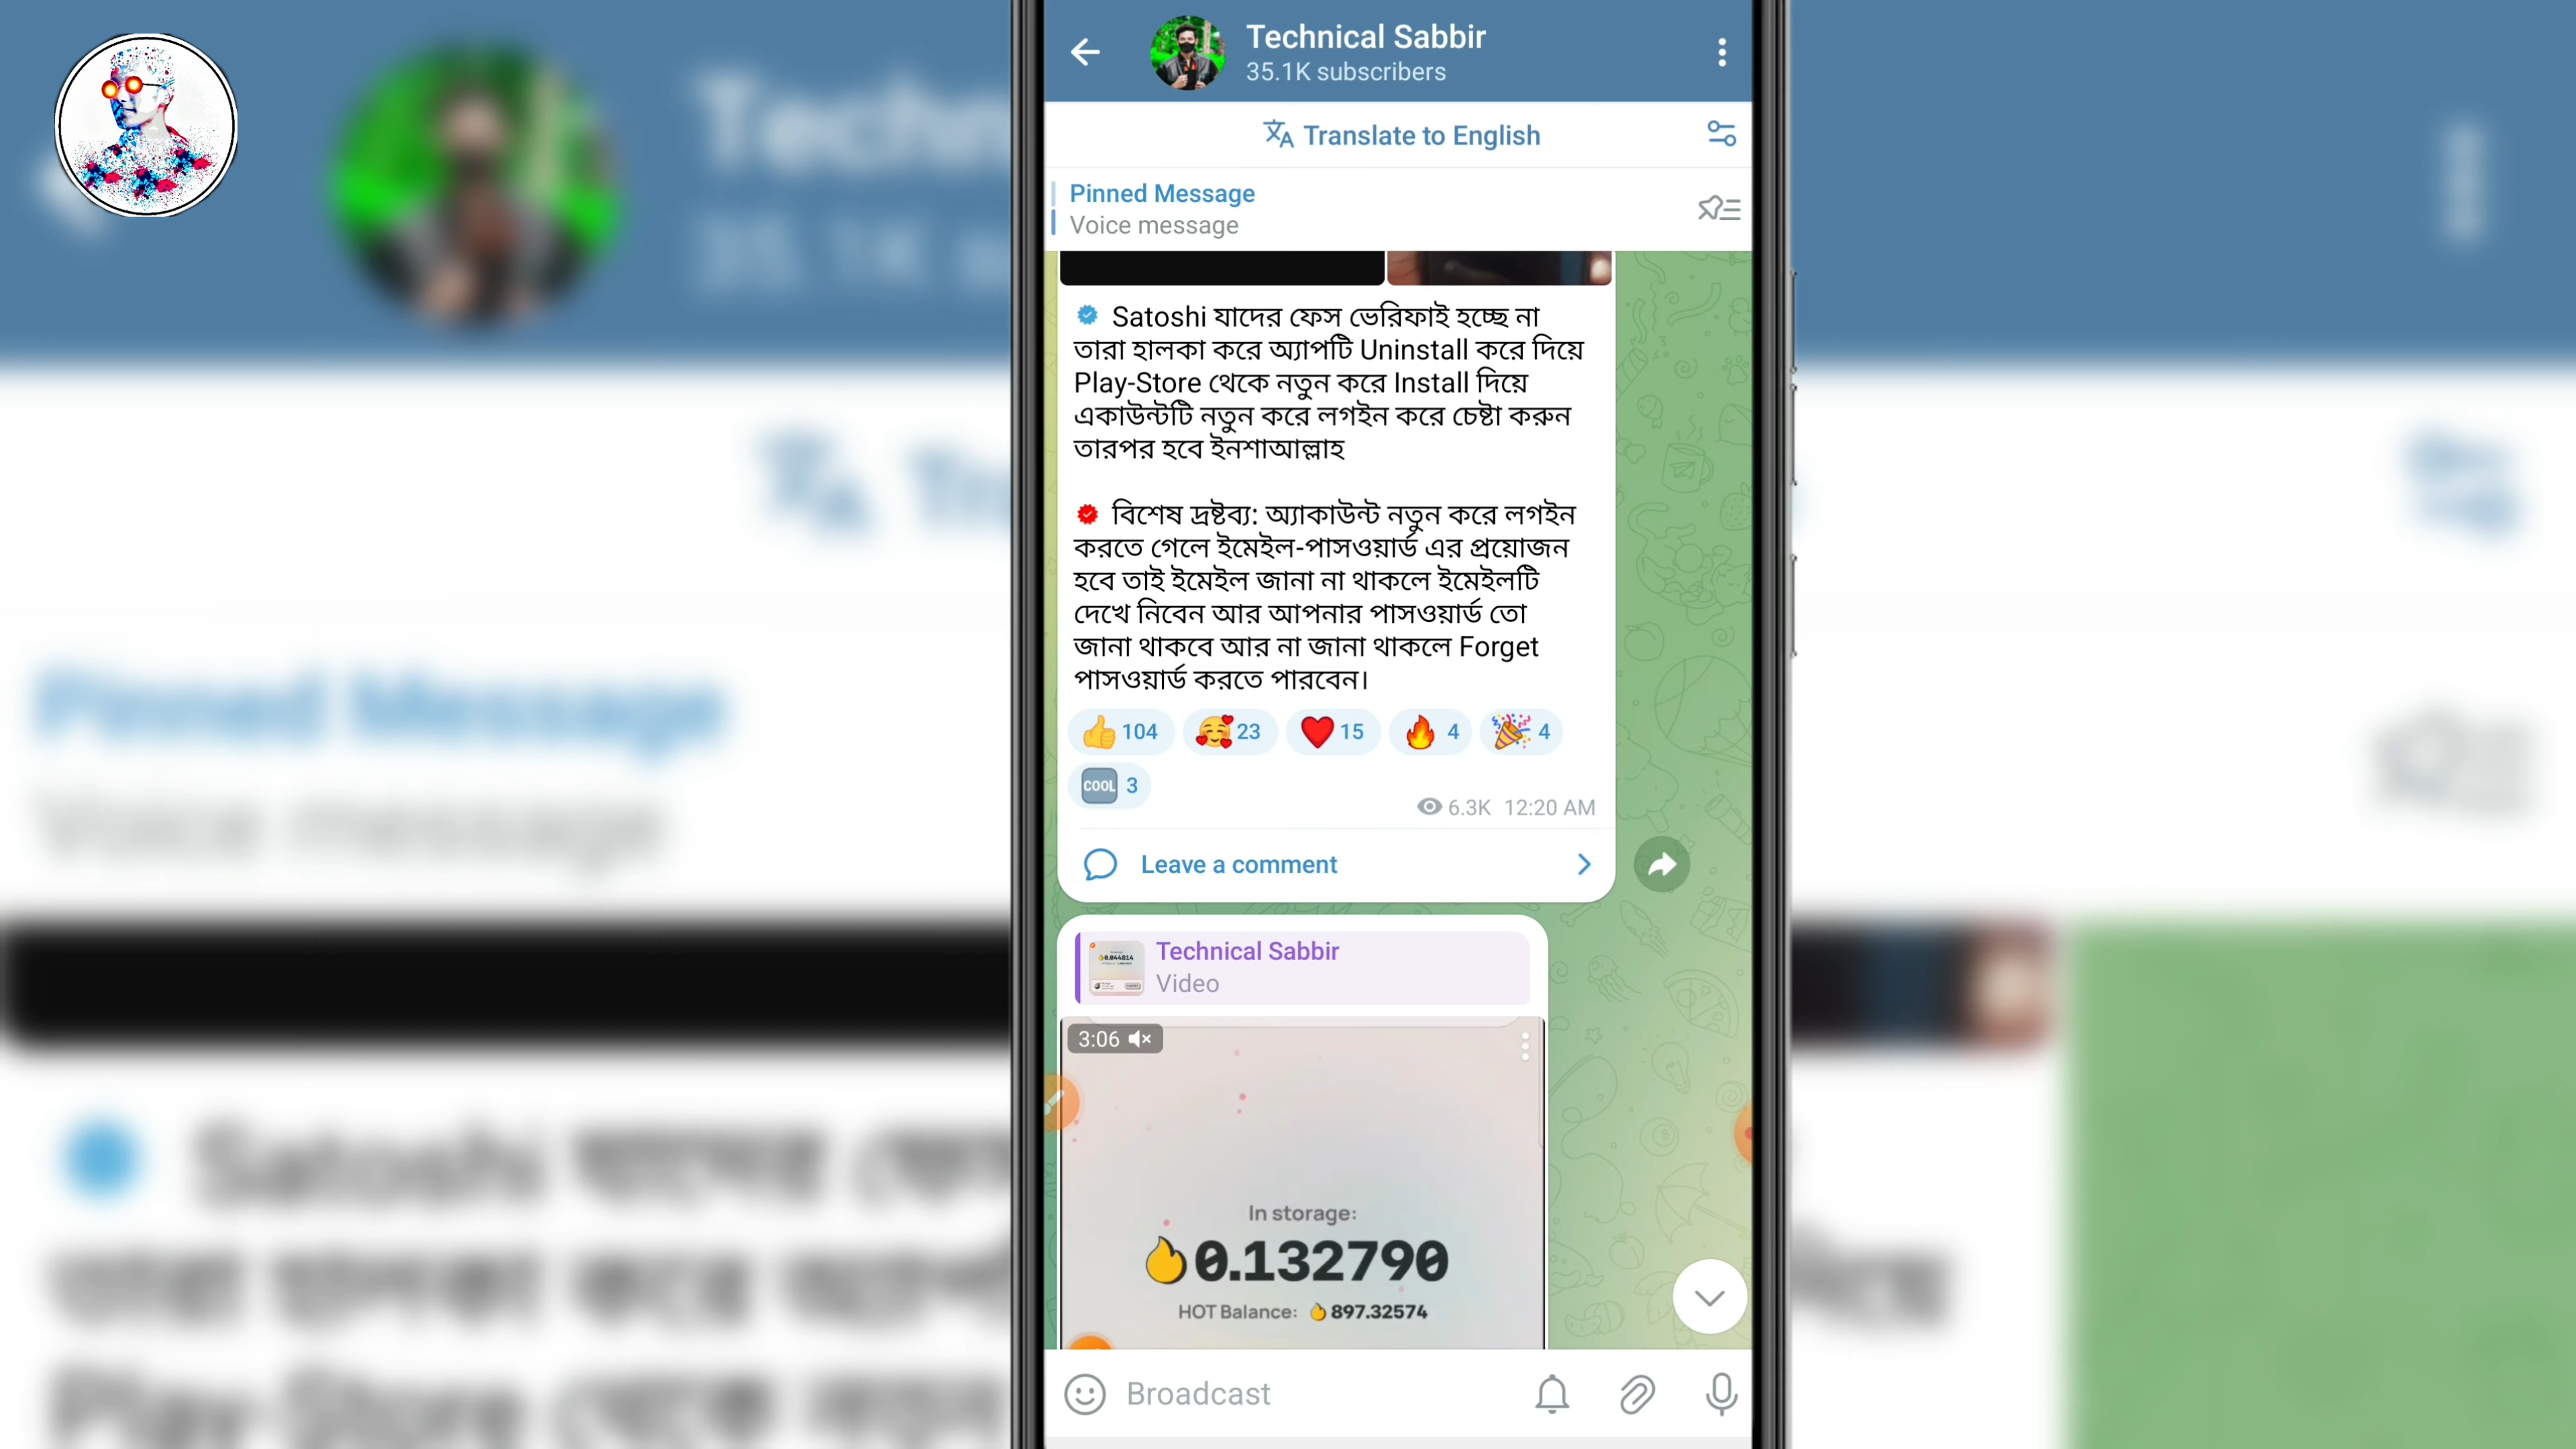 Technical Sabbir
35.1K subscribers
Translate to English
Pinned Message
Voice message
Satoshi যাদের ফেস ভেরিফাই হচ্ছে না
তারা হালকা করে অ্যাপটি Uninstall করে দিয়ে
Play-Store থেকে নতুন করে Install দিয়ে
একাউন্টটি নতুন করে লগইন করে চেষ্টা করুন
তারপর হবে ইনশাআল্লাহ
বিশেষ দ্রষ্টব্য: অ্যাকাউন্ট নতুন করে লগইন
করতে গেলে ইমেইল-পাসওয়ার্ড এর প্রয়োজন
হবে তাই ইমেইল জানা না থাকলে ইমেইলটি
দেখে নিবেন আর আপনার পাসওয়ার্ড তো
জানা থাকবে আর না জানা থাকলে Forget
পাসওয়ার্ড করতে পারবেন।
104 23 15 4 4
COOL 3
6.3K 12:20 AM
Leave a comment
Technical Sabbir
Video
3:06
In storage:
0.132790
HOT Balance: 897.32574
Broadcast